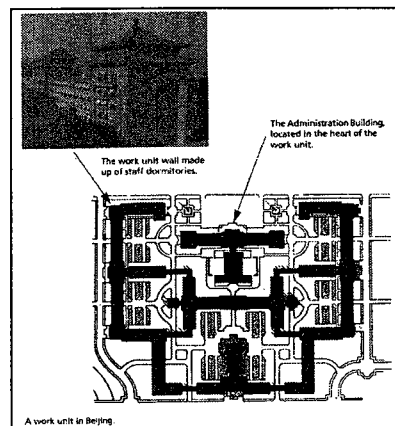 The Administration Building,
located in the heart of the
work unit.
The work unit wall made
up of staff dormitories.
A work unit in Beijing.